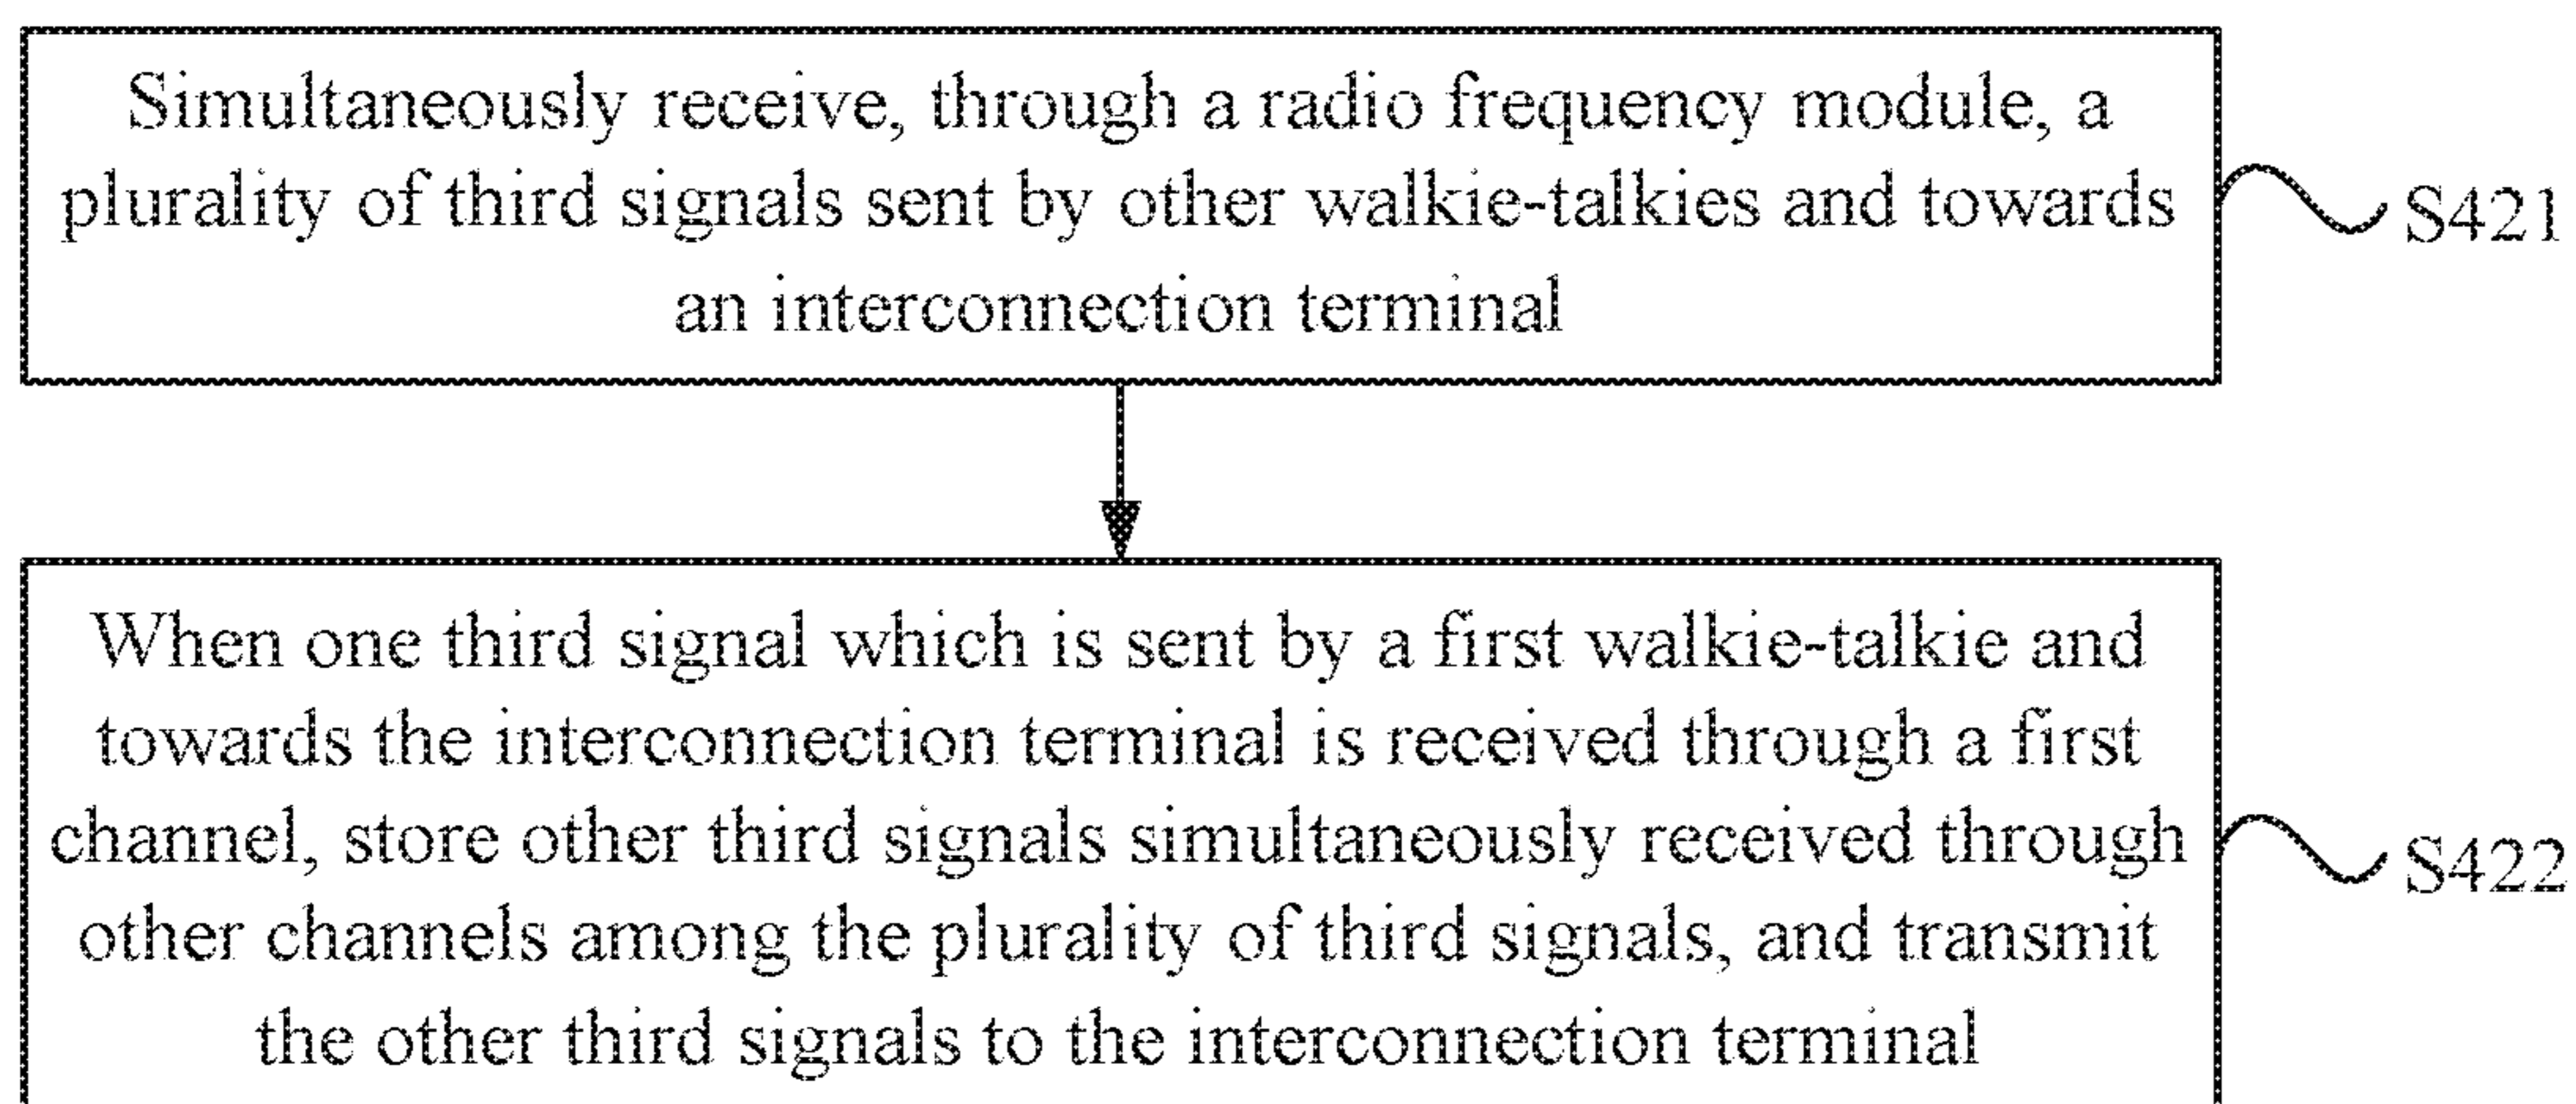 Simultaneously receive, through a radio frequency module, a
plurality of third signals sent by other walkie-talkies and towards
an interconnection terminal
S421
When one third signal which is sent by a first walkie-talkie and
towards the interconnection terminal is received through a first
channel, store other third signals simultaneously received through
other channels among the plurality of third signals, and transmit
the other third signals to the interconnection terminal
S422